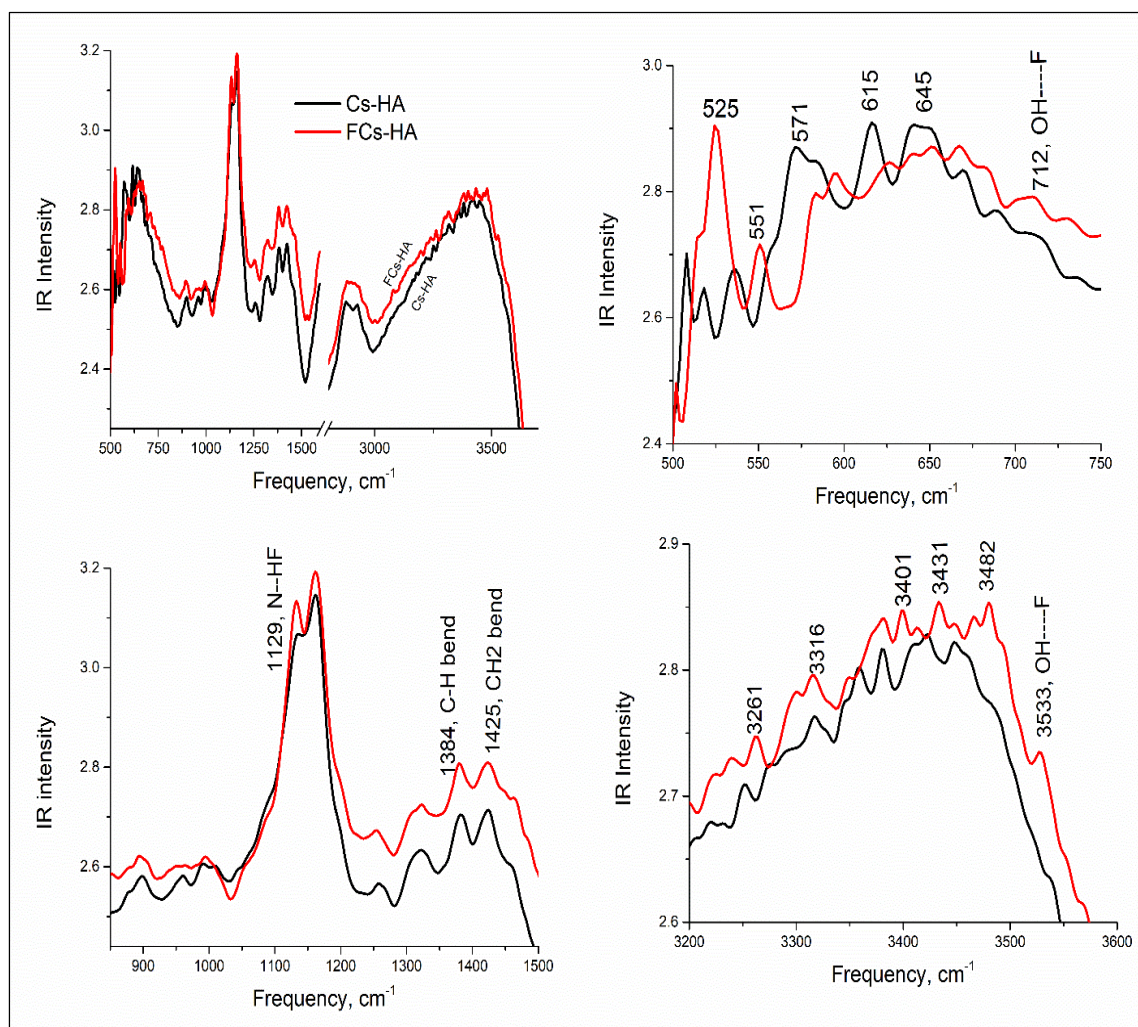 3.2
3.0
2.8
2.6
2.4
IR Intensity
Cs-HA
FCs-HA
FCs-HA
Cs-HA
500 750 1000 1250 1500 3000 3500
Frequency, cm-1
3.0
2.8
2.6
2.4
IR Intensity
525
551
571
615
645
712, OH----F
500 550 600 650 700 750
Frequency, cm-1
3.2
3.0
2.8
2.6
IR intensity
1129, N--HF
1384, C-H bend
1425, CH2 bend
900 1000 1100 1200 1300 1400 1500
Frequency, cm-1
2.9
2.8
2.7
2.6
IR Intensity
3261
3316
3401
3431
3482
3533, OH----F
3200 3300 3400 3500 3600
Frequency, cm-1